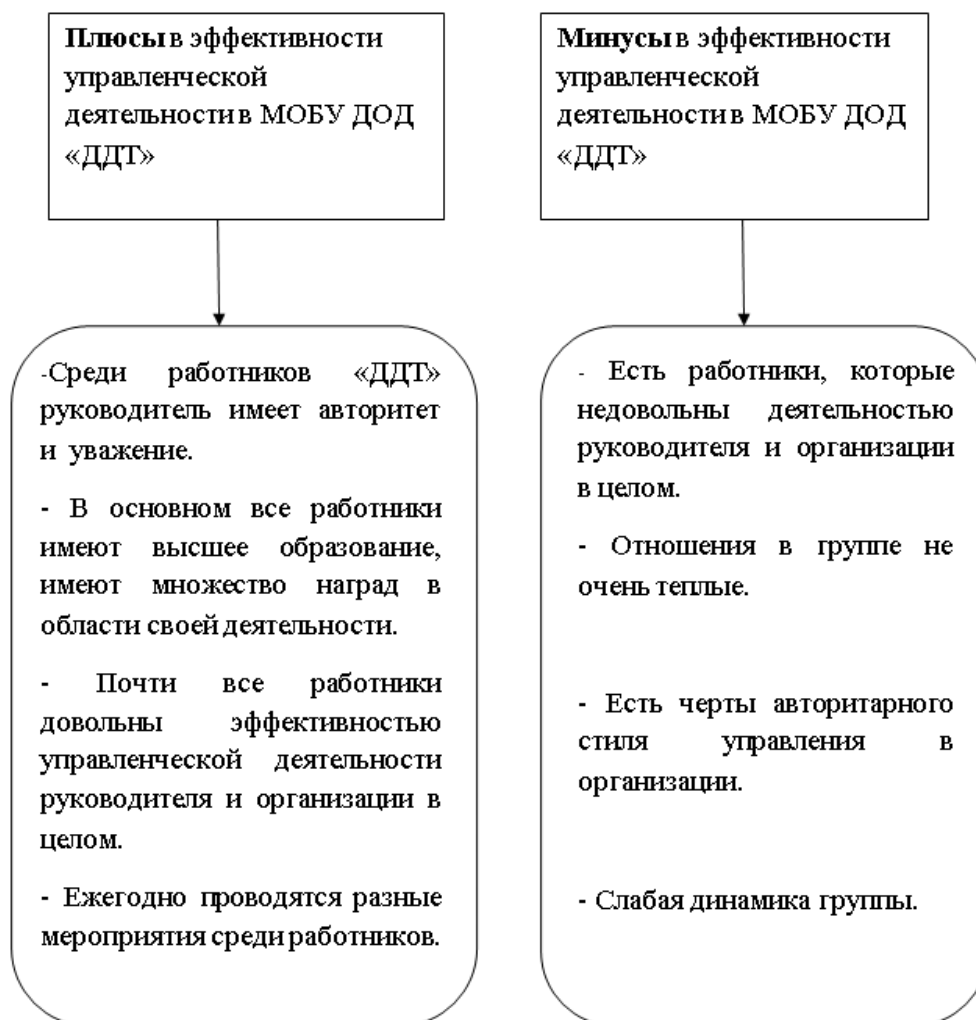 Плюсы в эффективности
управленческой
деятельности в МОБУ ДОД
«ДДТ»
Минусы в эффективности
управленческой
деятельности в МОБУ ДОД
«ДДТ»
-Среди работников «ДДТ»
руководитель имеет авторитет
и уважение.
- В основном все работники
имеют высшее образование,
имеют множество наград в
области своей деятельности.
- Почти все работники
довольны эффективностью
управленческой деятельности
руководителя и организации в
целом.
- Ежегодно проводятся разные
мероприятия среди работников.
- Есть работники, которые
недовольны деятельностью
руководителя и организации
в целом.
- Отношения в группе не
очень теплые.
- Есть черты авторитарного
стиля управления в
организации.
- Слабая динамика группы.